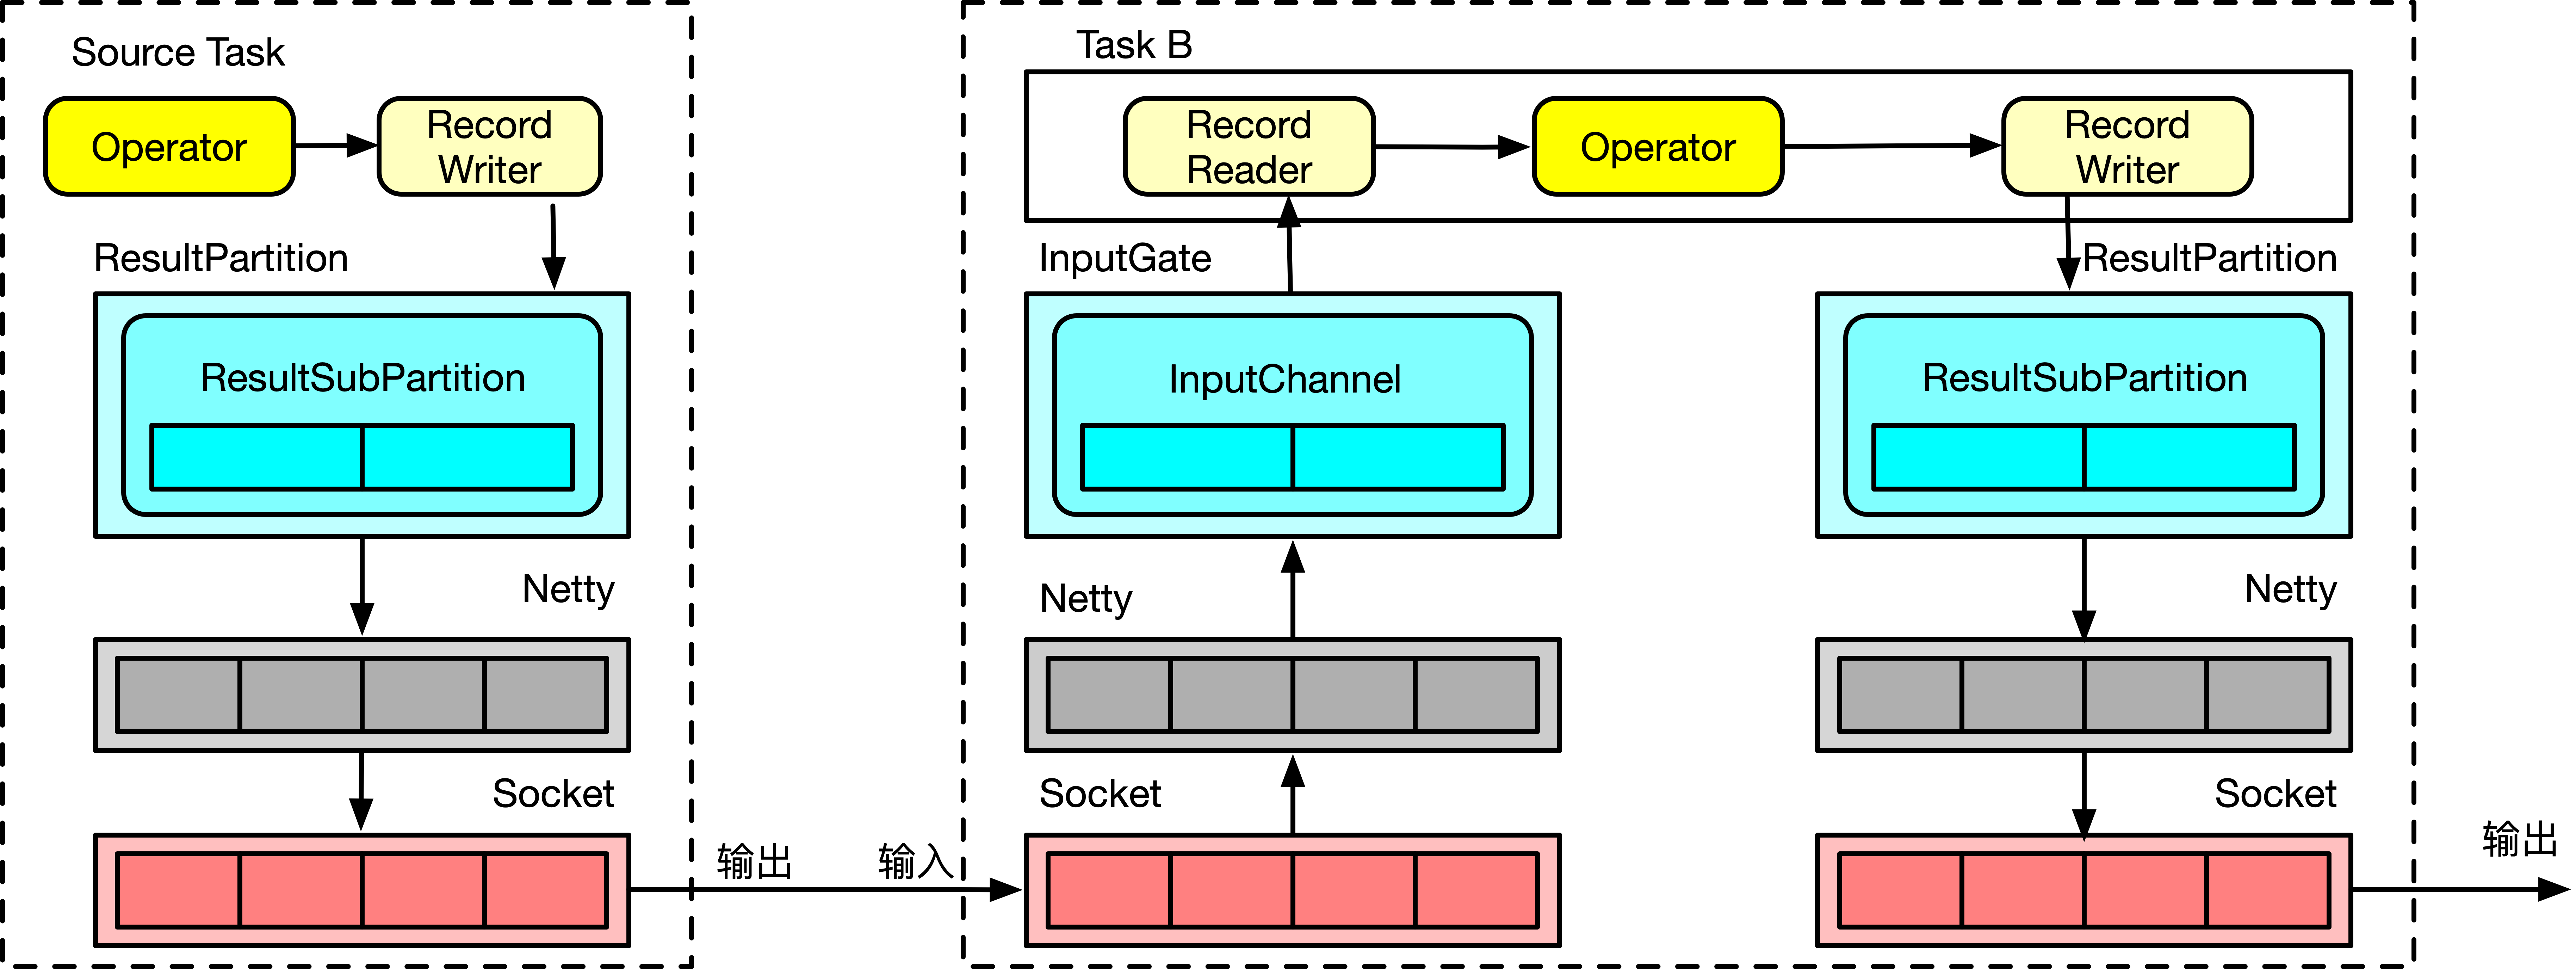 Source Task
Operator
Record
Writer
ResultPartition
ResultSubPartition
Netty
Socket
输出
输入
Task B
Record
Reader
Operator
Record
Writer
InputGate
InputChannel
Netty
Socket
ResultPartition
ResultSubPartition
Netty
Socket
输出